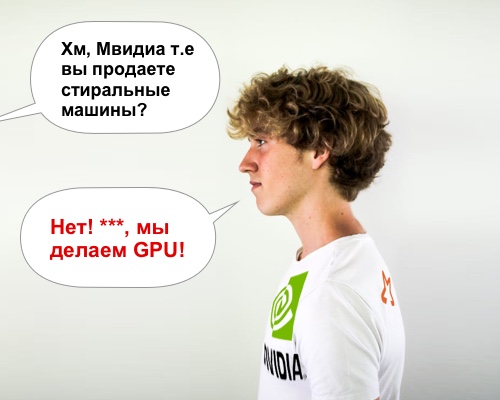 Хм, Мвидиа т.е
вы продаете
стиральные
машины?
Нет! ***, мы
делаем GPU!
NVIDIA